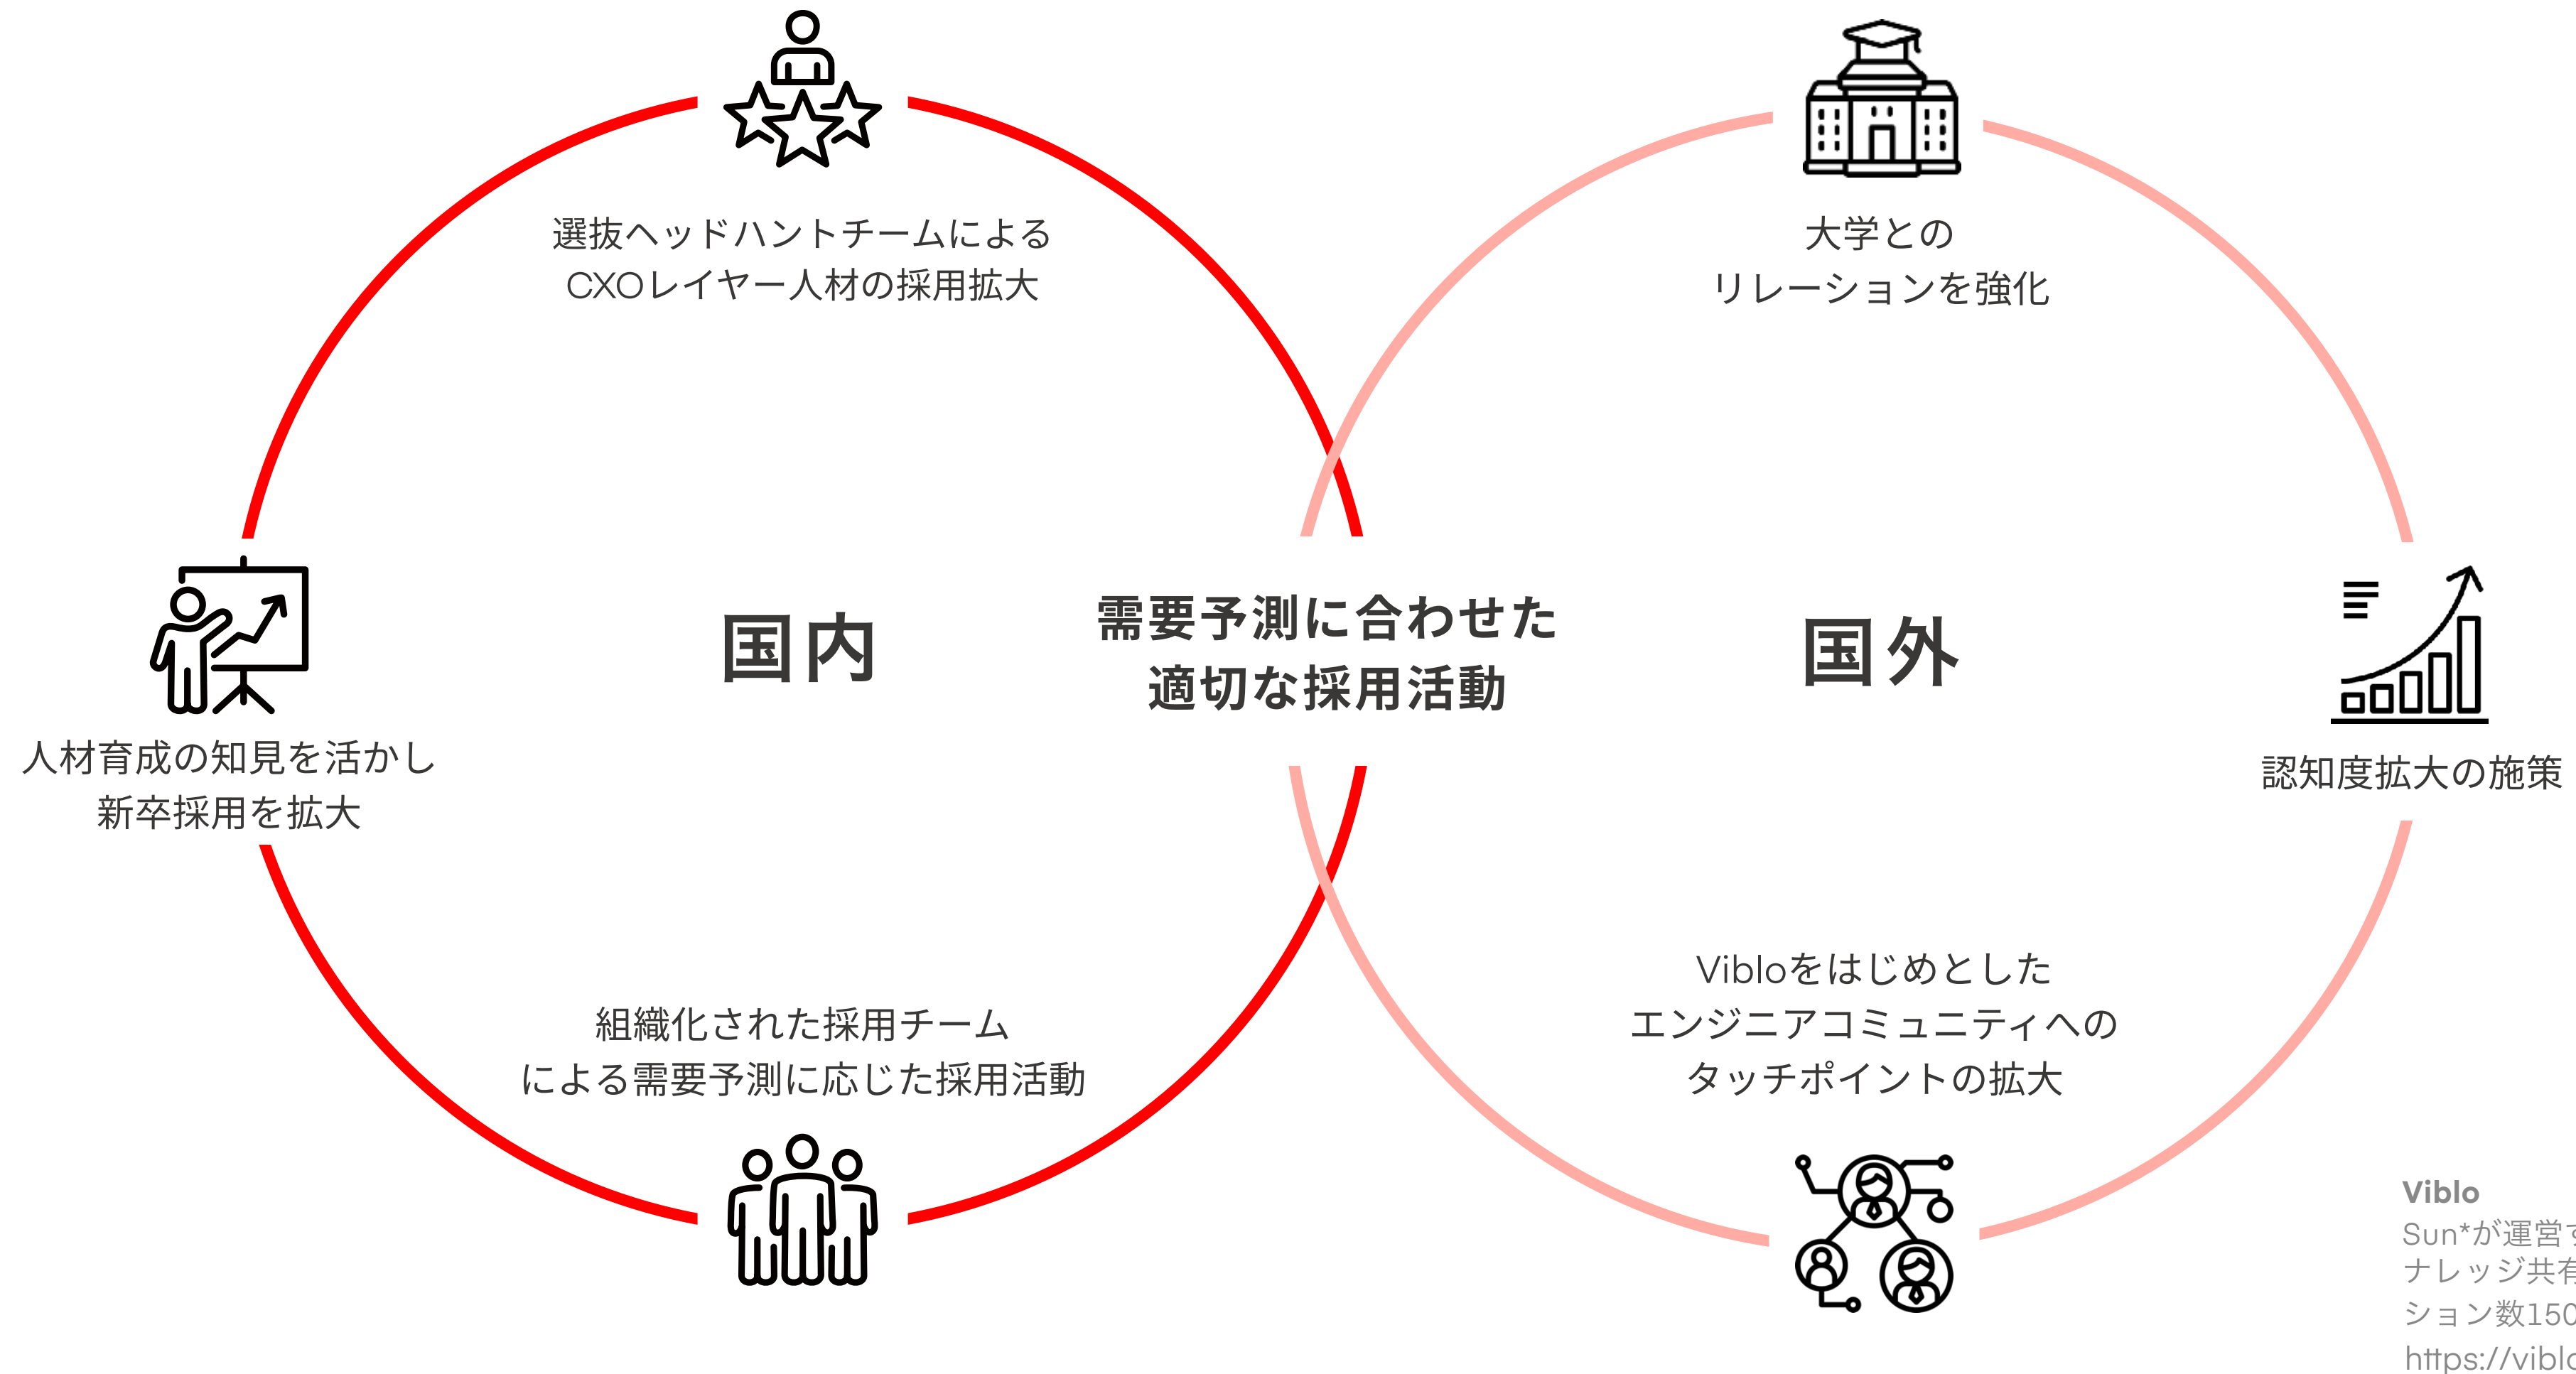 選抜ヘッドハントチームによる
CXOレイヤー人材の採用拡大
大学との
リレーションを強化
国内
需要予測に合わせた
適切な採用活動
国外
人材育成の知見を活かし
新卒採用を拡大
認知度拡大の施策
組織化された採用チーム
による需要予測に応じた採用活動
Vibloをはじめとした
エンジニアコミュニティへの
タッチポイントの拡大
Viblo
Sun*が運営
ナレッジ共有
ション数150
https://viblo